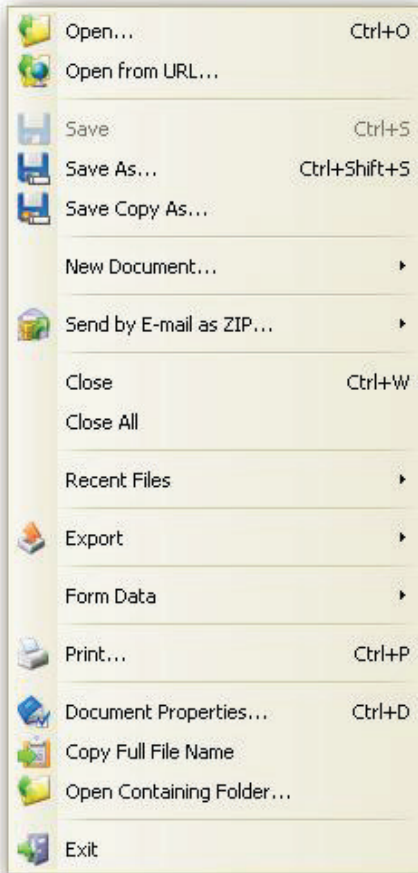 Open... Ctrl+O
Open from URL...
Save Ctrl+S
Save As... Ctrl+Shift+S
Save Copy As...
New Document...
Send by E-mail as ZIP...
Close Ctrl+W
Close All
Recent Files
Export
Form Data
Print... Ctrl+P
Document Properties... Ctrl+D
Copy Full File Name
Open Containing Folder...
Exit